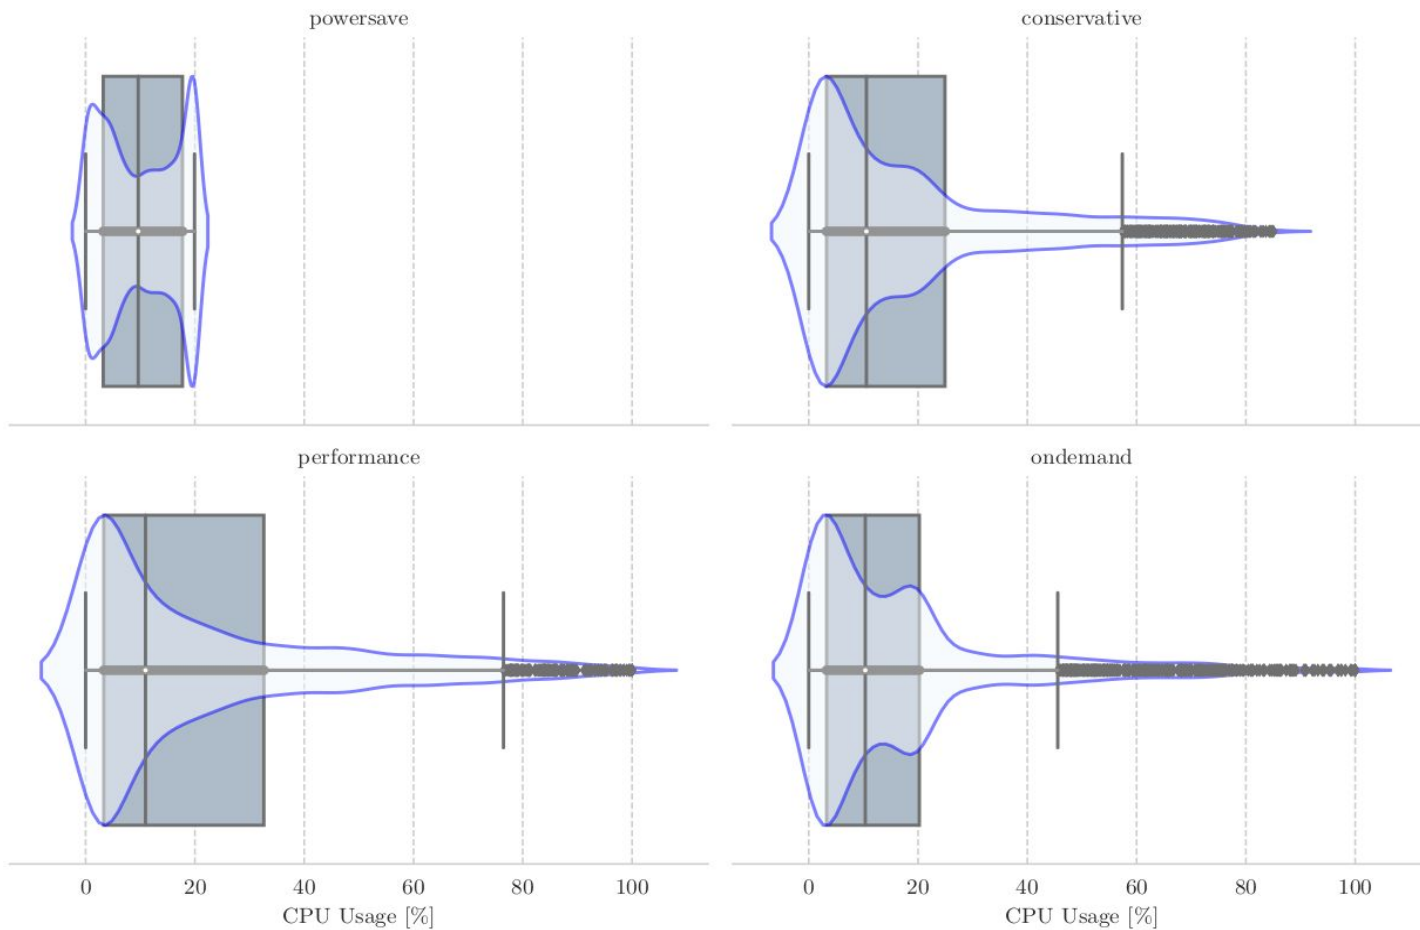 powersave
conservative
performance
ondemand
0 20 40 60 80 100
0 20 40 60 80 100
CPU Usage [%]
CPU Usage [%]